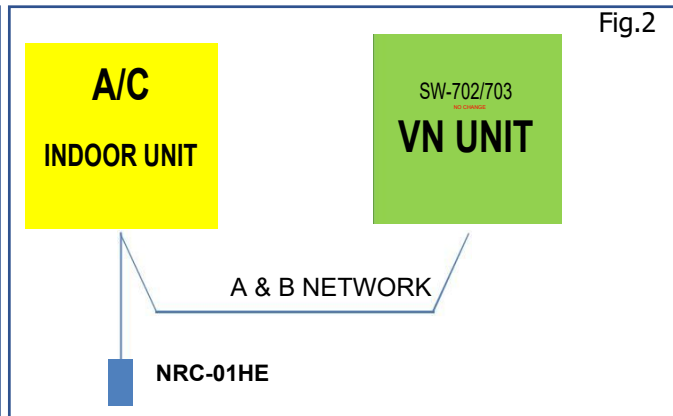 Fig.2
A/C
INDOOR UNIT
SW-702/703
NO CHANGE
VN UNIT
A & B NETWORK
NRC-01HE